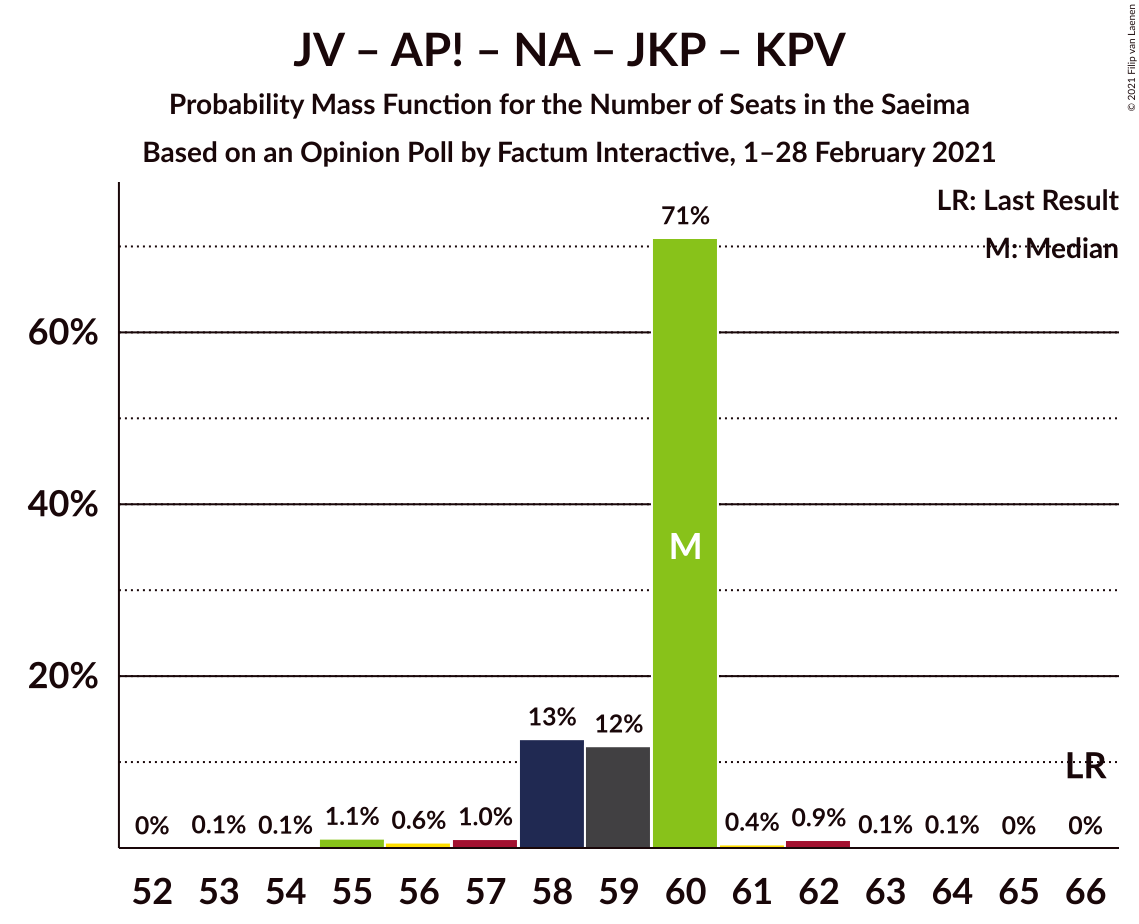 JV – AP! – NA – JKP – KPV
Probability Mass Function for the Number of Seats in the Saeima
Based on an Opinion Poll by Factum Interactive, 1–28 February 2021
© 2021 Filip van Laenen
LR: Last Result
M: Median
71%
60%
40%
M
20%
13%
12%
LR
0%
0.1%
0.1%
1.1%
0.6%
1.0%
0.4%
0.9%
0.1%
0.1%
0%
0%
52 53 54 55 56 57 58 59 60 61 62 63 64 65 66